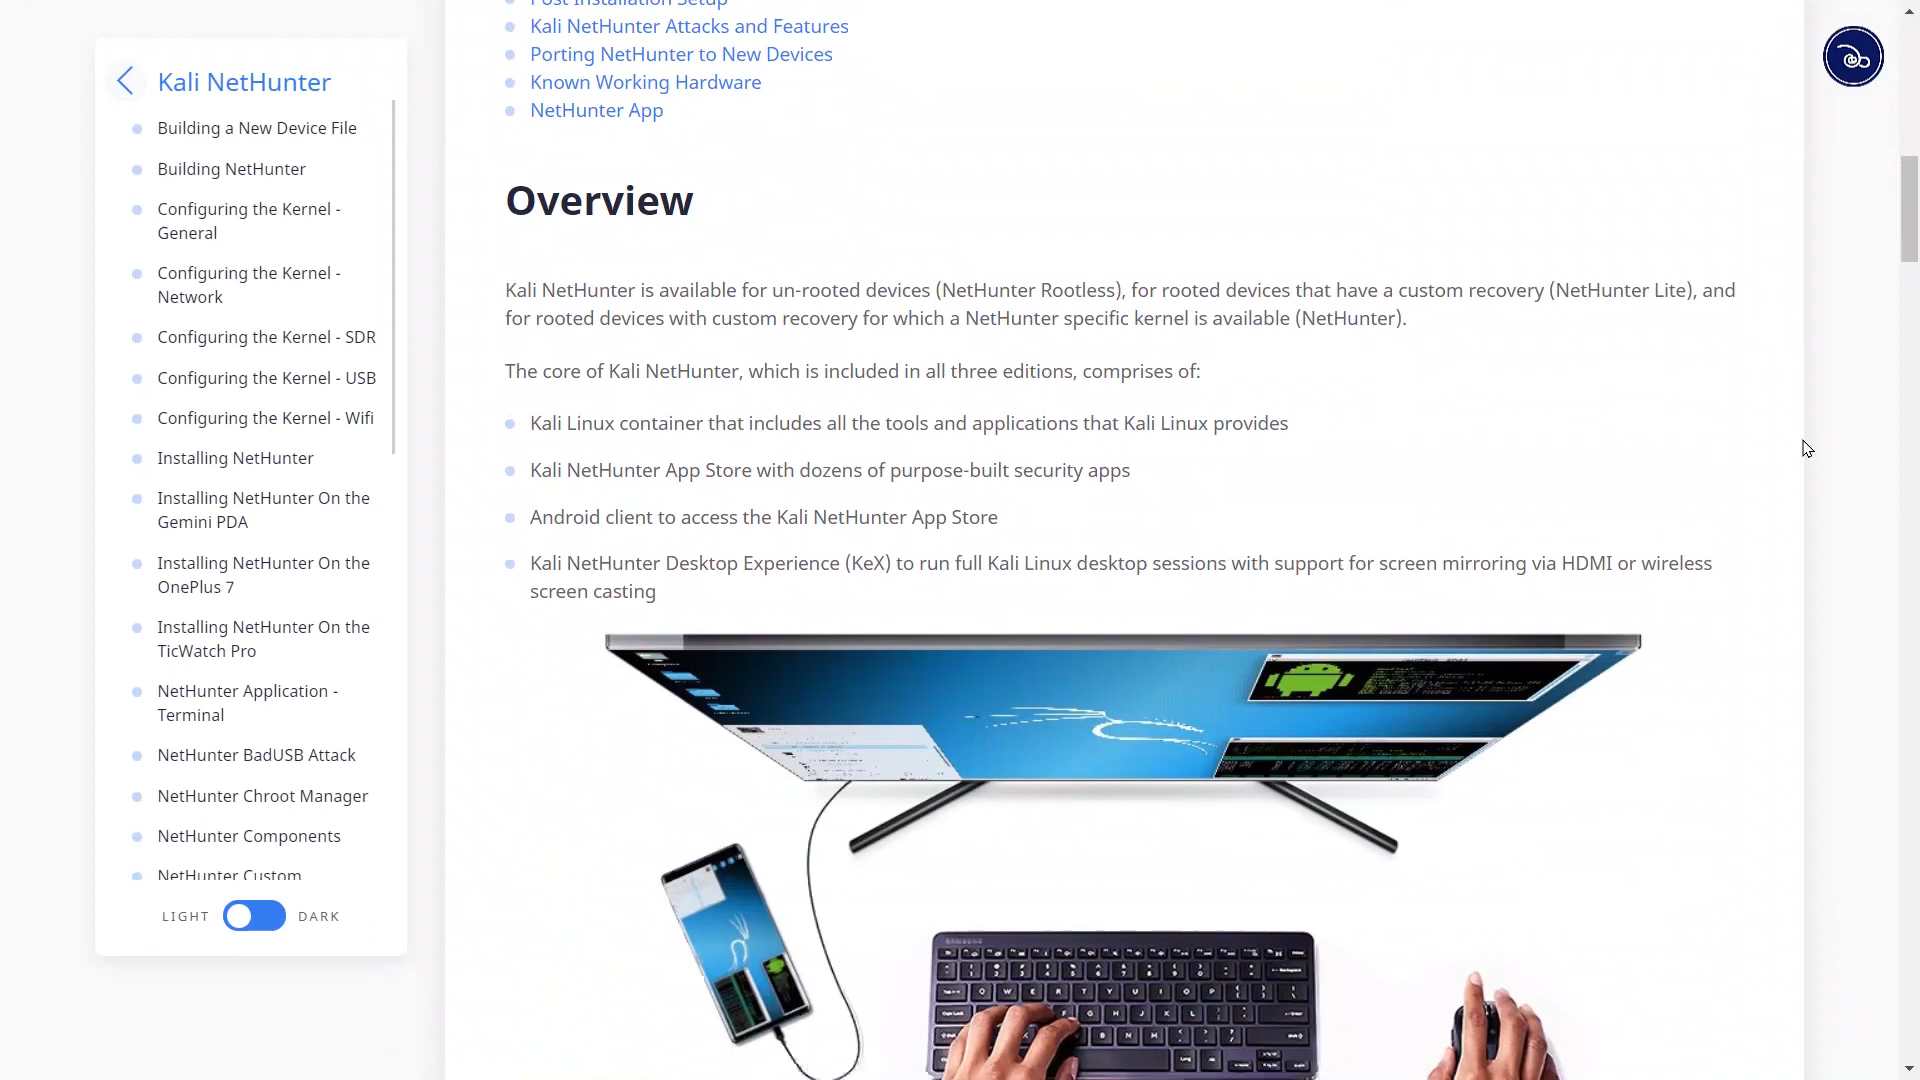 Kali NetHunter
Building a New Device File
Building NetHunter
Configuring the Kernel -
General
Configuring the Kernel -
Network
Configuring the Kernel - SDR
Configuring the Kernel - USB
Configuring the Kernel - Wifi
Installing NetHunter
Installing NetHunter On the
Gemini PDA
Installing NetHunter On the
OnePlus 7
Installing NetHunter On the
TicWatch Pro
NetHunter Application -
Terminal
NetHunter BadUSB Attack
NetHunter Chroot Manager
NetHunter Components
NetHunter Custom
LIGHT DARK
Post Installation Setup
Kali NetHunter Attacks and Features
Porting NetHunter to New Devices
Known Working Hardware
NetHunter App
Overview
Kali NetHunter is available for un-rooted devices (NetHunter Rootless), for rooted devices that have a custom recovery (NetHunter Lite), and
for rooted devices with custom recovery for which a NetHunter specific kernel is available (NetHunter).
The core of Kali NetHunter, which is included in all three editions, comprises of:
Kali Linux container that includes all the tools and applications that Kali Linux provides
Kali NetHunter App Store with dozens of purpose-built security apps
Android client to access the Kali NetHunter App Store
Kali NetHunter Desktop Experience (KeX) to run full Kali Linux desktop sessions with support for screen mirroring via HDMI or wireless
screen casting